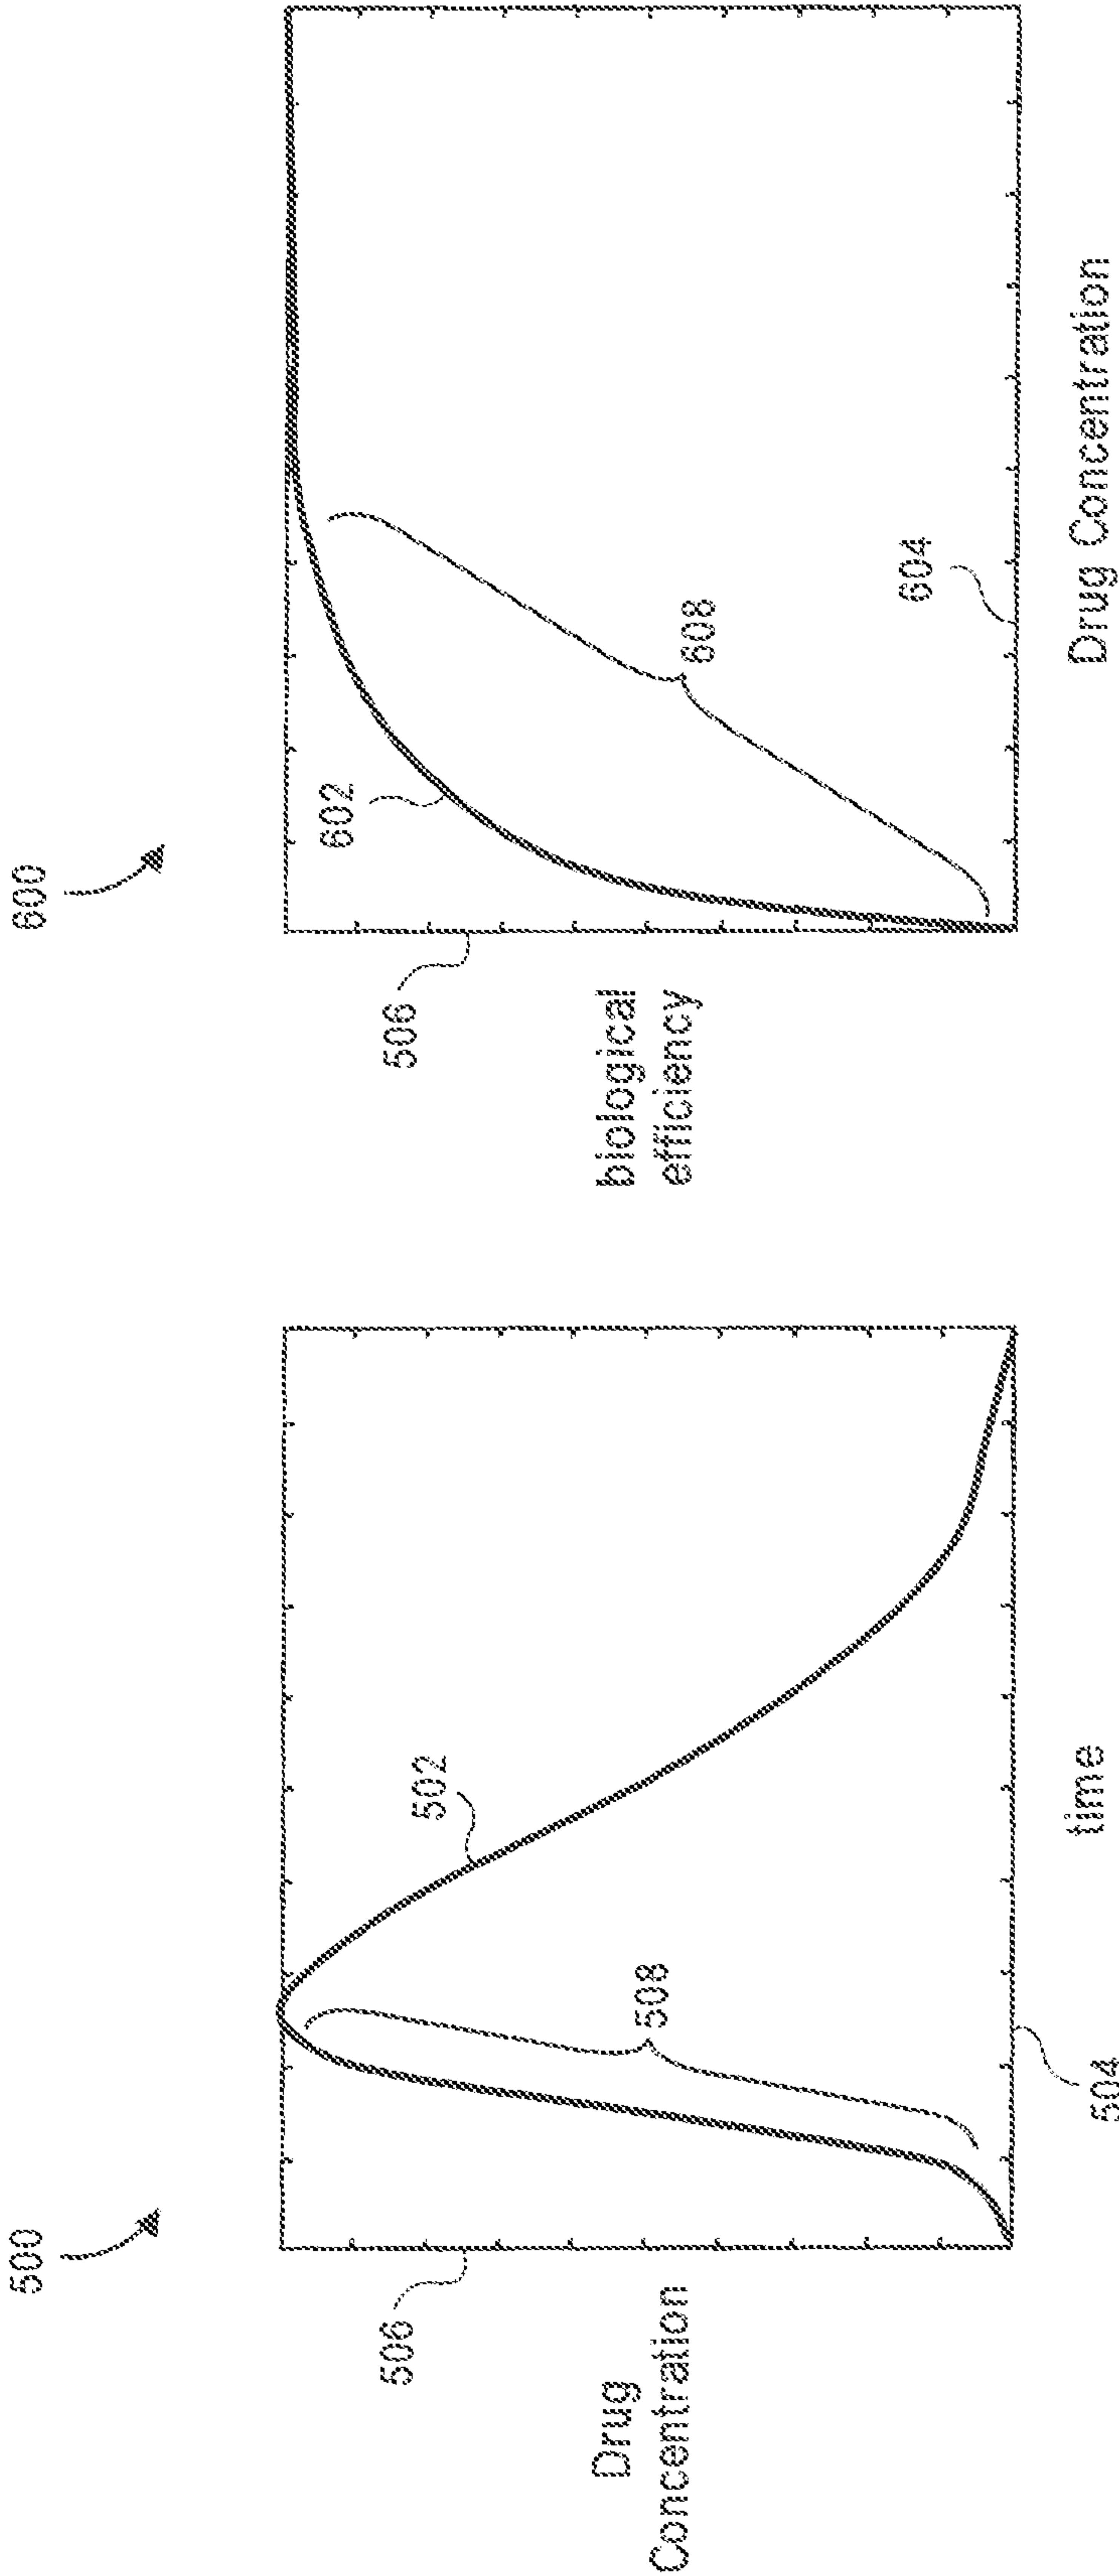 500
506
Drug
Concentration
502
508
504
time
600
506
biological
efficiency
602
608
604
Drug Concentration